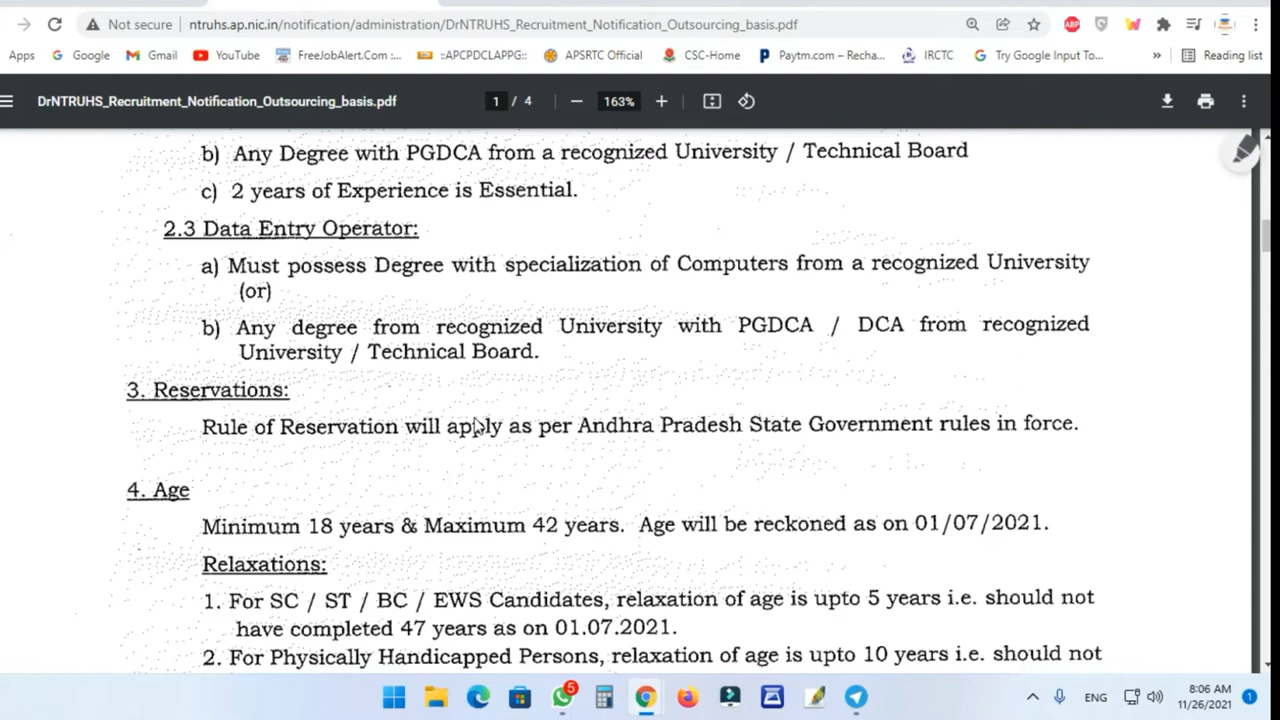 Not secure | ntruhs.ap.nic.in/notification/administration/DrNTRUHS_Recruitment_Notification_Outsourcing_basis.pdf
ABP
Apps Google Gmail YouTube FreeJobAlert.Com :... ::APCPDCLAPPG:: APSRTC Official CSC-Home Paytm.com – Recha... IRCTC Try Google Input To... » Reading list
DrNTRUHS_Recruitment_Notification_Outsourcing_basis.pdf 1 / 4 — 163% +
b) Any Degree with PGDCA from a recognized University / Technical Board
c) 2 years of Experience is Essential.
2.3 Data Entry Operator:
a) Must possess Degree with specialization of Computers from a recognized University
(or)
b) Any degree from recognized University with PGDCA / DCA from recognized
University / Technical Board.
3. Reservations:
Rule of Reservation will apply as per Andhra Pradesh State Government rules in force.
4. Age
Minimum 18 years & Maximum 42 years. Age will be reckoned as on 01/07/2021.
Relaxations:
1. For SC / ST / BC / EWS Candidates, relaxation of age is upto 5 years i.e. should not
have completed 47 years as on 01.07.2021.
2. For Physically Handicapped Persons, relaxation of age is upto 10 years i.e. should not
5
ENG
8:06 AM
11/26/2021
1